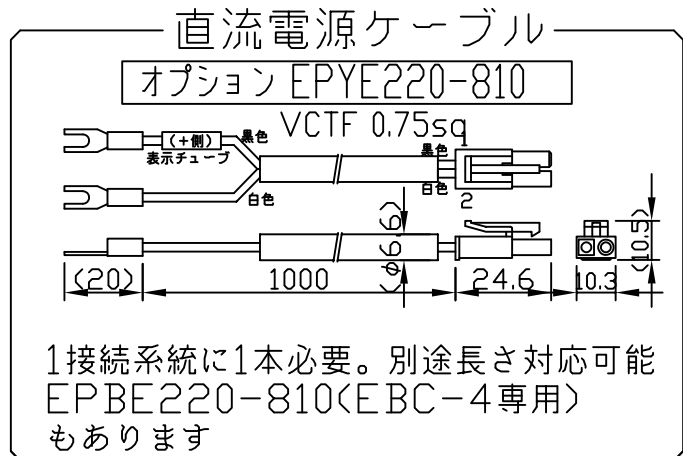 直流電源ケーブル
オプション EPYE220-810
VCTF 0.75sq
(+側)
黒色
表示チューブ
黒色
1
白色
白色
2
(20)
1000
(φ6.6)
24.6
10.3
(10.5)
1接続系統に1本必要。別途長さ対応可能
EPBE220-810(EBC-4専用)
もあります